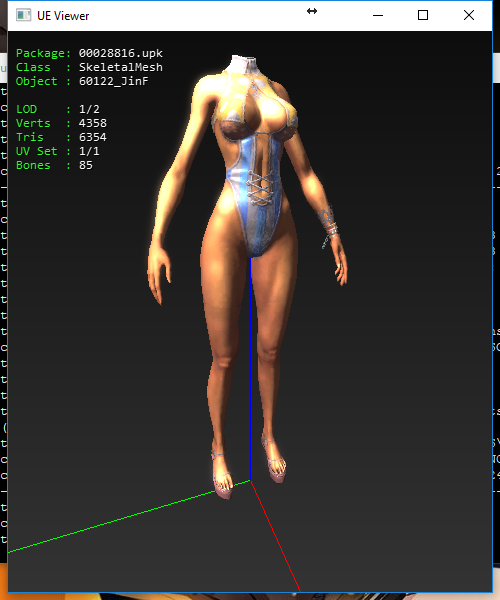 UE Viewer
Package: 00028816.upk
Class : SkeletalMesh
Object : 60122_JinF
LOD : 1/2
Verts : 4358
Tris : 6354
UV Set : 1/1
Bones : 85